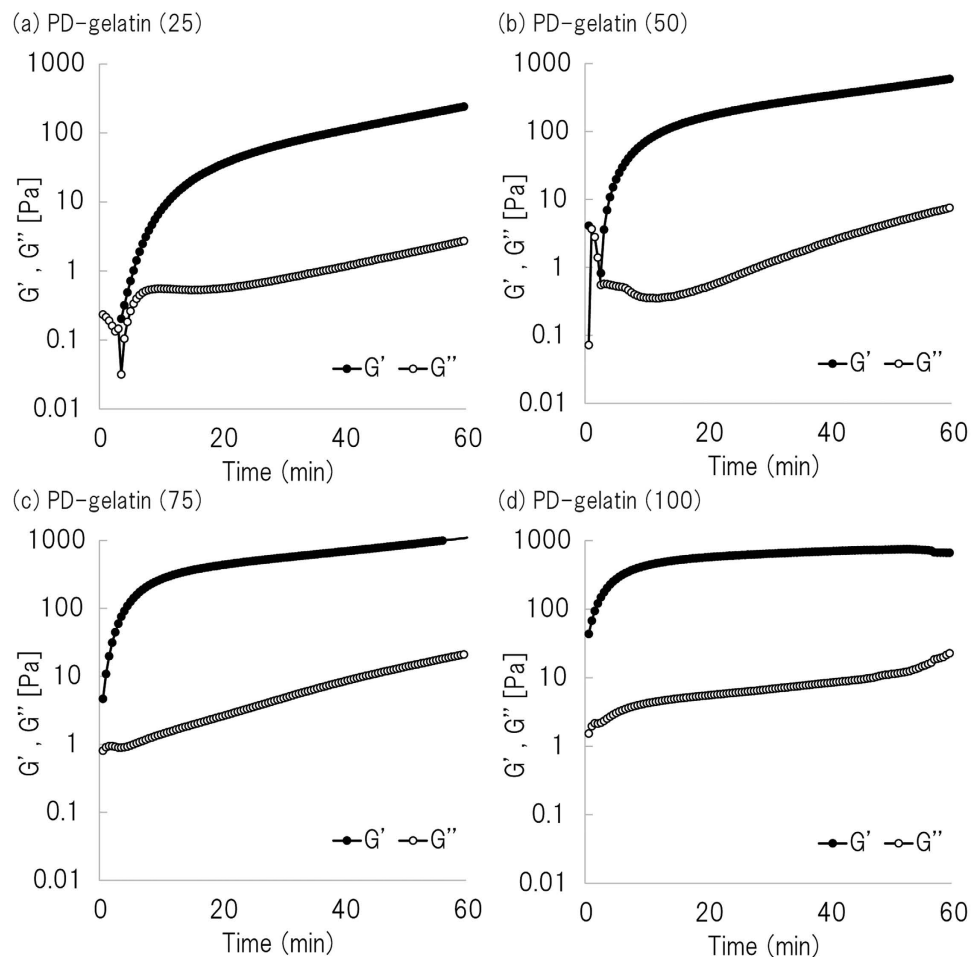 (a) PD-gelatin (25)
1000
100
10
1
0.1
0.01
G' , G'' [Pa]
G' G''
0 20 40 60
Time (min)
(b) PD-gelatin (50)
1000
100
10
1
0.1
0.01
G' , G'' [Pa]
G' G''
0 20 40 60
Time (min)
(c) PD-gelatin (75)
1000
100
10
1
0.1
0.01
G' , G'' [Pa]
G' G''
0 20 40 60
Time (min)
(d) PD-gelatin (100)
1000
100
10
1
0.1
0.01
G' , G'' [Pa]
G' G''
0 20 40 60
Time (min)